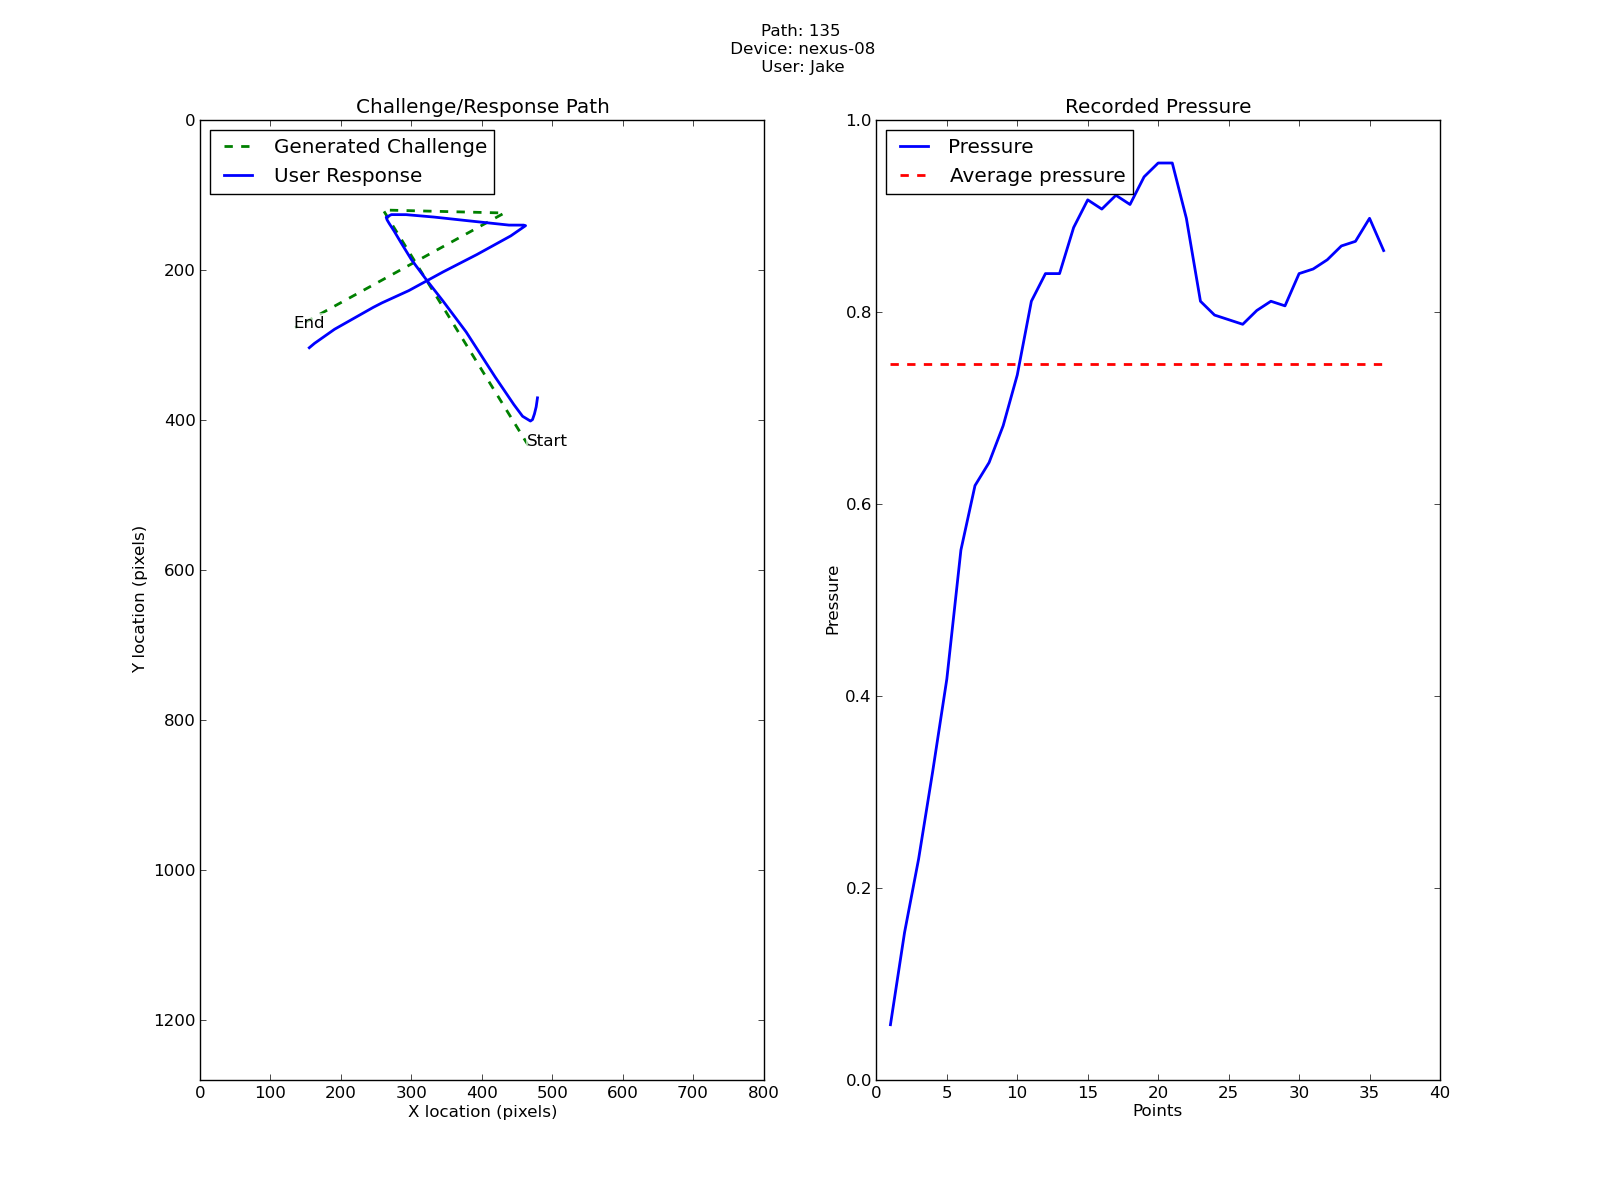 Path: 135
Device: nexus-08
User: Jake
Challenge/Response Path
Generated Challenge
User Response
0
200
400
600
800
1000
1200
Y location (pixels)
End
Start
0 100 200 300 400 500 600 700 800
X location (pixels)
Recorded Pressure
Pressure
Average pressure
1.0
0.8
0.6
0.4
0.2
0.0
Pressure
0 5 10 15 20 25 30 35 40
Points